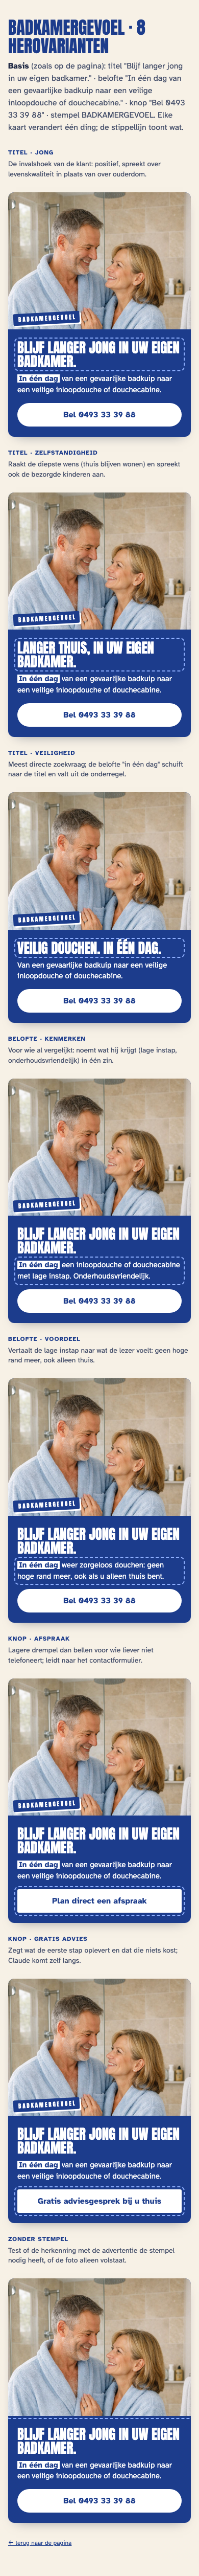 BADKAMERGEVOEL · 8
HEROVARIANTEN
Basis (zoals op de pagina): titel "Blijf langer jong
in uw eigen badkamer." · belofte "In één dag van
een gevaarlijke badkuip naar een veilige
inloopdouche of douchecabine." · knop "Bel 0493
33 39 88" · stempel BADKAMERGEVOEL. Elke
kaart verandert één ding; de stippellijn toont wat.
TITEL · JONG
De invalshoek van de klant: positief, spreekt over
levenskwaliteit in plaats van over ouderdom.
BADKAMERGEVOEL
BLIJF LANGER JONG IN UW EIGEN
BADKAMER.
In één dag van een gevaarlijke badkuip naar
een veilige inloopdouche of douchecabine.
Bel 0493 33 39 88
TITEL · ZELFSTANDIGHEID
Raakt de diepste wens (thuis blijven wonen) en spreekt
ook de bezorgde kinderen aan.
BADKAMERGEVOEL
LANGER THUIS, IN UW EIGEN
BADKAMER.
In één dag van een gevaarlijke badkuip naar
een veilige inloopdouche of douchecabine.
Bel 0493 33 39 88
TITEL · VEILIGHEID
Meest directe zoekvraag; de belofte "in één dag" schuift
naar de titel en valt uit de onderregel.
BADKAMERGEVOEL
VEILIG DOUCHEN. IN ÉÉN DAG.
Van een gevaarlijke badkuip naar een veilige
inloopdouche of douchecabine.
Bel 0493 33 39 88
BELOFTE · KENMERKEN
Voor wie al vergelijkt: noemt wat hij krijgt (lage instap,
onderhoudsvriendelijk) in één zin.
BADKAMERGEVOEL
BLIJF LANGER JONG IN UW EIGEN
BADKAMER.
In één dag een inloopdouche of douchecabine
met lage instap. Onderhoudsvriendelijk.
Bel 0493 33 39 88
BELOFTE · VOORDEEL
Vertaalt de lage instap naar wat de lezer voelt: geen hoge
rand meer, ook alleen thuis.
BADKAMERGEVOEL
BLIJF LANGER JONG IN UW EIGEN
BADKAMER.
In één dag weer zorgeloos douchen: geen
hoge rand meer, ook als u alleen thuis bent.
Bel 0493 33 39 88
KNOP · AFSPRAAK
Lagere drempel dan bellen voor wie liever niet
telefoneert; leidt naar het contactformulier.
BADKAMERGEVOEL
BLIJF LANGER JONG IN UW EIGEN
BADKAMER.
In één dag van een gevaarlijke badkuip naar
een veilige inloopdouche of douchecabine.
Plan direct een afspraak
KNOP · GRATIS ADVIES
Zegt wat de eerste stap oplevert en dat die niets kost;
Claude komt zelf langs.
BADKAMERGEVOEL
BLIJF LANGER JONG IN UW EIGEN
BADKAMER.
In één dag van een gevaarlijke badkuip naar
een veilige inloopdouche of douchecabine.
Gratis adviesgesprek bij u thuis
ZONDER STEMPEL
Test of de herkenning met de advertentie de stempel
nodig heeft, of de foto alleen volstaat.
BLIJF LANGER JONG IN UW EIGEN
BADKAMER.
In één dag van een gevaarlijke badkuip naar
een veilige inloopdouche of douchecabine.
Bel 0493 33 39 88
← terug naar de pagina